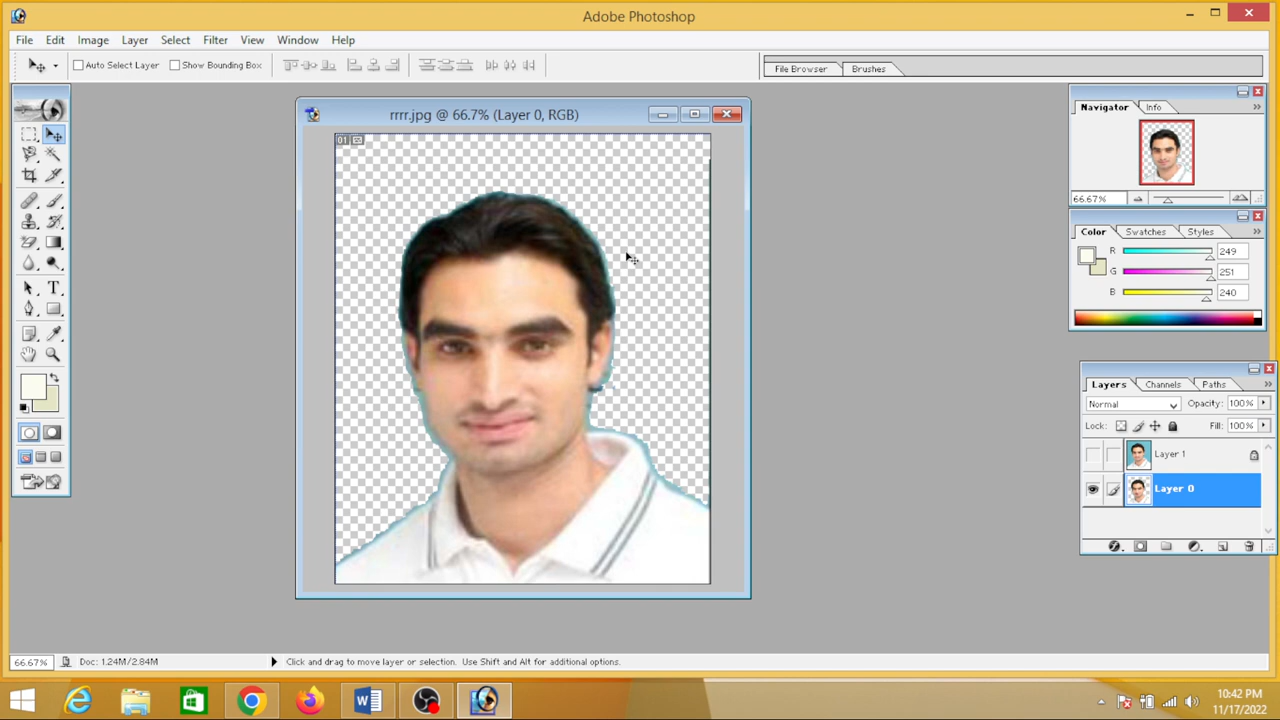 Adobe Photoshop
File Edit Image Layer Select Filter View Window Help
Auto Select Layer Show Bounding Box
File Browser Brushes
rrrr.jpg @ 66.7% (Layer 0, RGB)
01
Navigator Info
66.67%
Color Swatches Styles
R 249
G 251
B 240
Layers Channels Paths
Normal Opacity: 100%
Lock: Fill: 100%
Layer 1
Layer 0
66.67% Doc: 1.24M/2.84M Click and drag to move layer or selection. Use Shift and Alt for additional options.
10:42 PM
11/17/2022